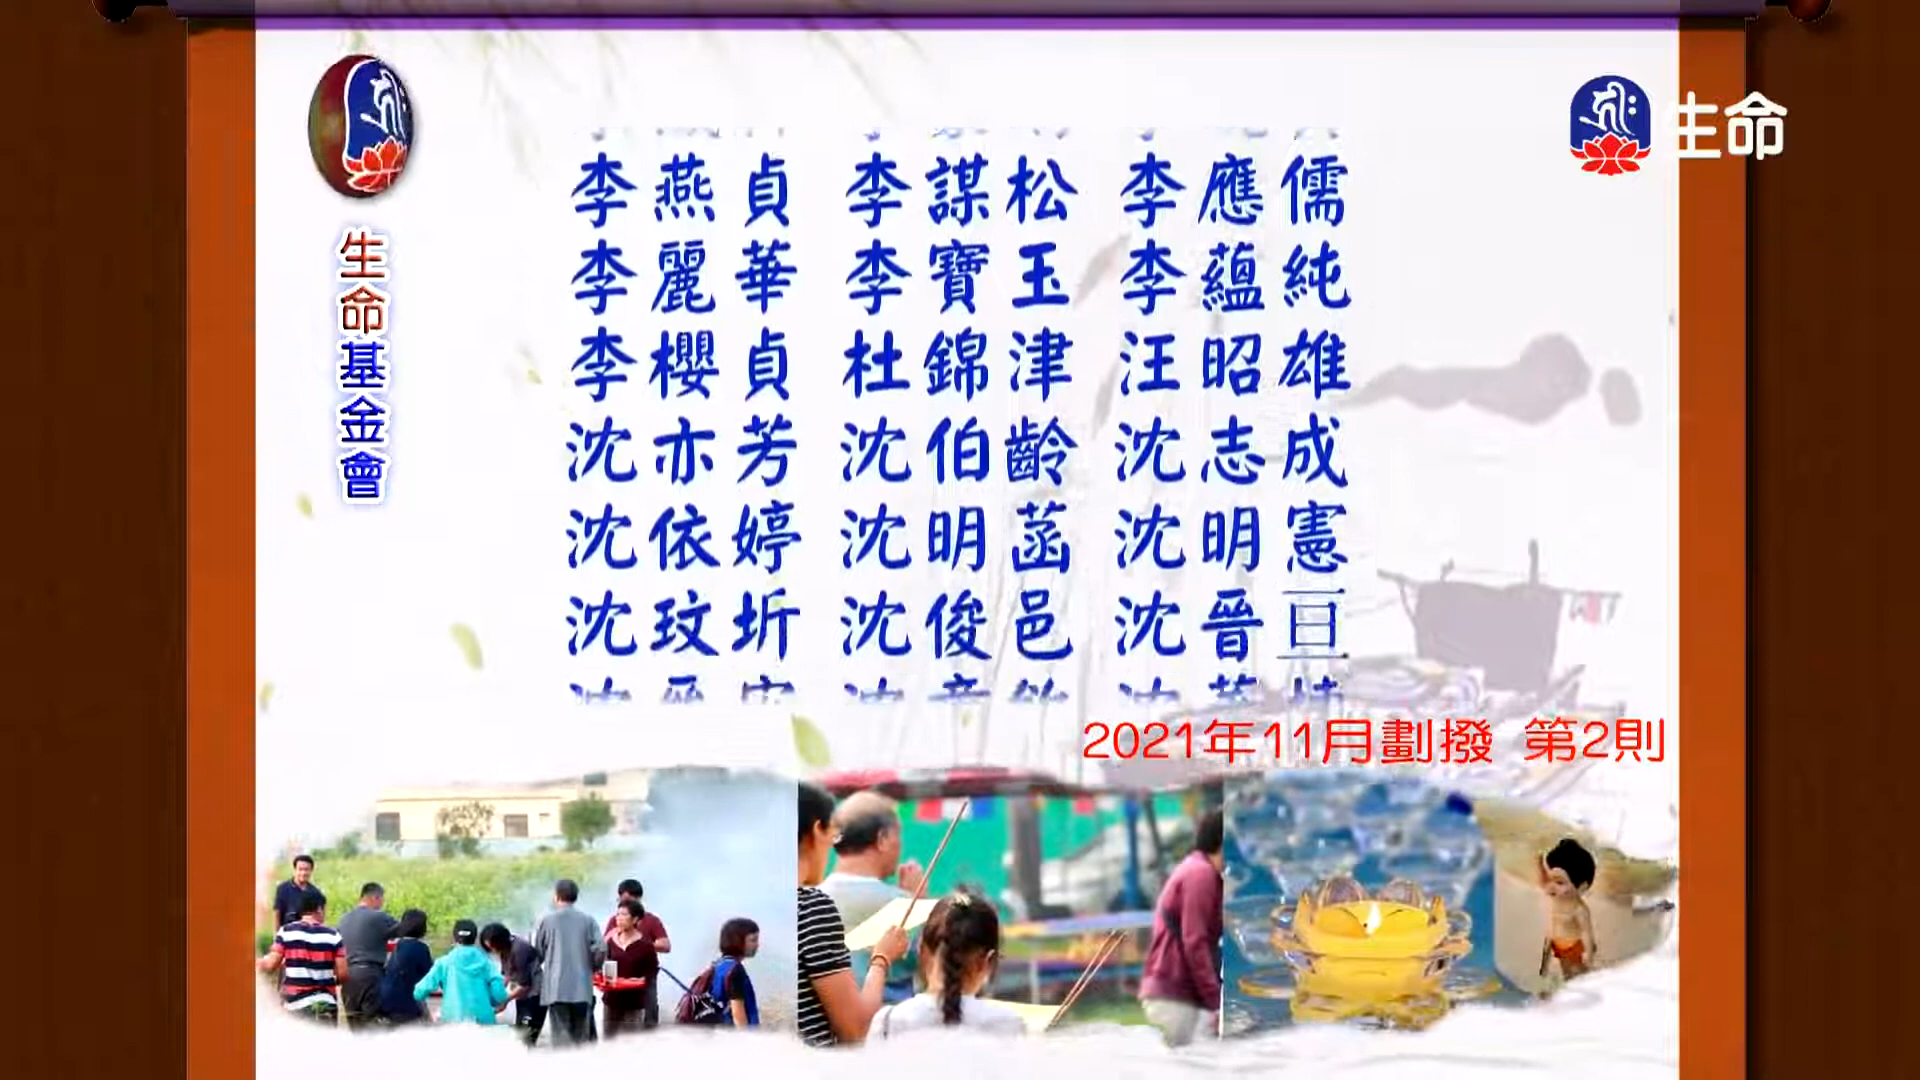 生命
生命基金會
李燕貞 李謀松 李應儒
李麗華 李寶玉 李蘊純
李櫻貞 杜錦津 汪昭雄
沈亦芳 沈伯齡 沈志成
沈依婷 沈明菡 沈明憲
沈玟圻 沈俊邑 沈晉亘
2021年11月劃撥 第2則